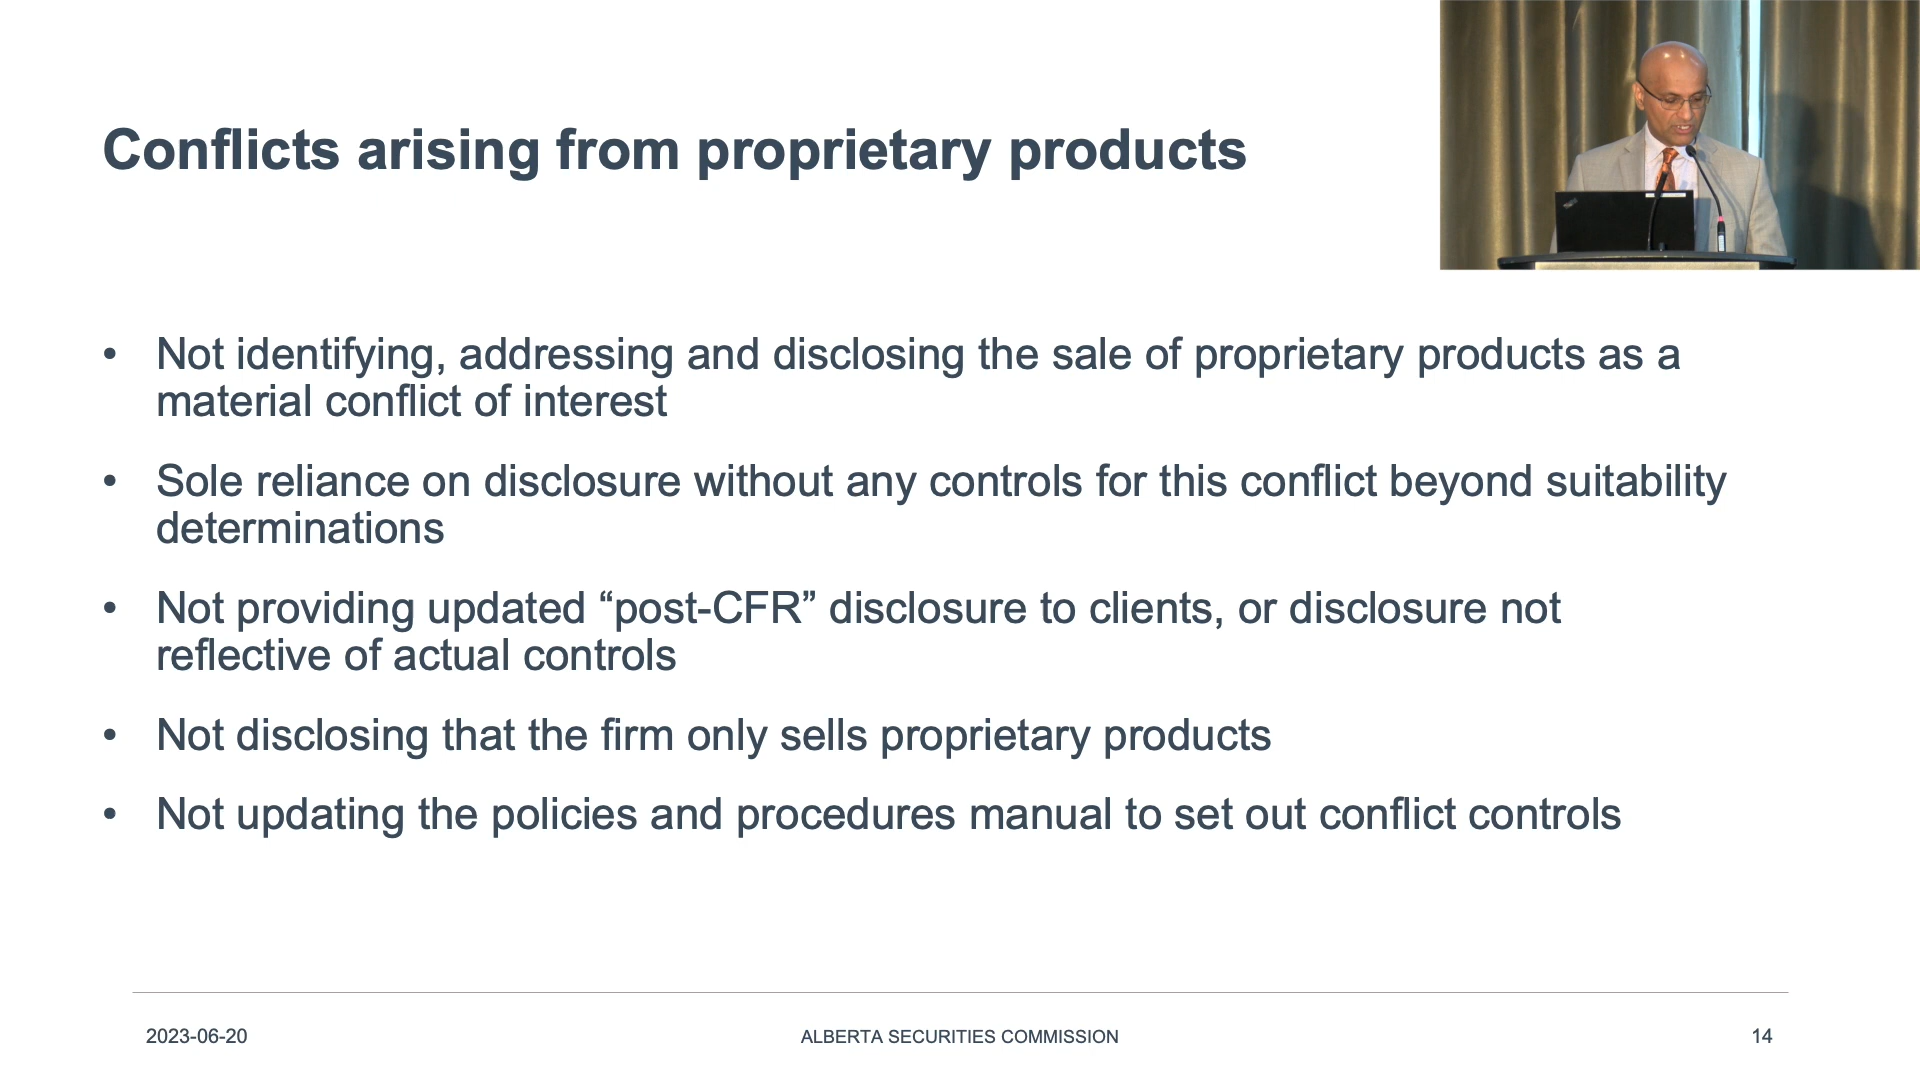 Conflicts arising from proprietary products
• Not identifying, addressing and disclosing the sale of proprietary products as a
material conflict of interest
• Sole reliance on disclosure without any controls for this conflict beyond suitability
determinations
• Not providing updated “post-CFR” disclosure to clients, or disclosure not
reflective of actual controls
• Not disclosing that the firm only sells proprietary products
• Not updating the policies and procedures manual to set out conflict controls
2023-06-20
ALBERTA SECURITIES COMMISSION
14